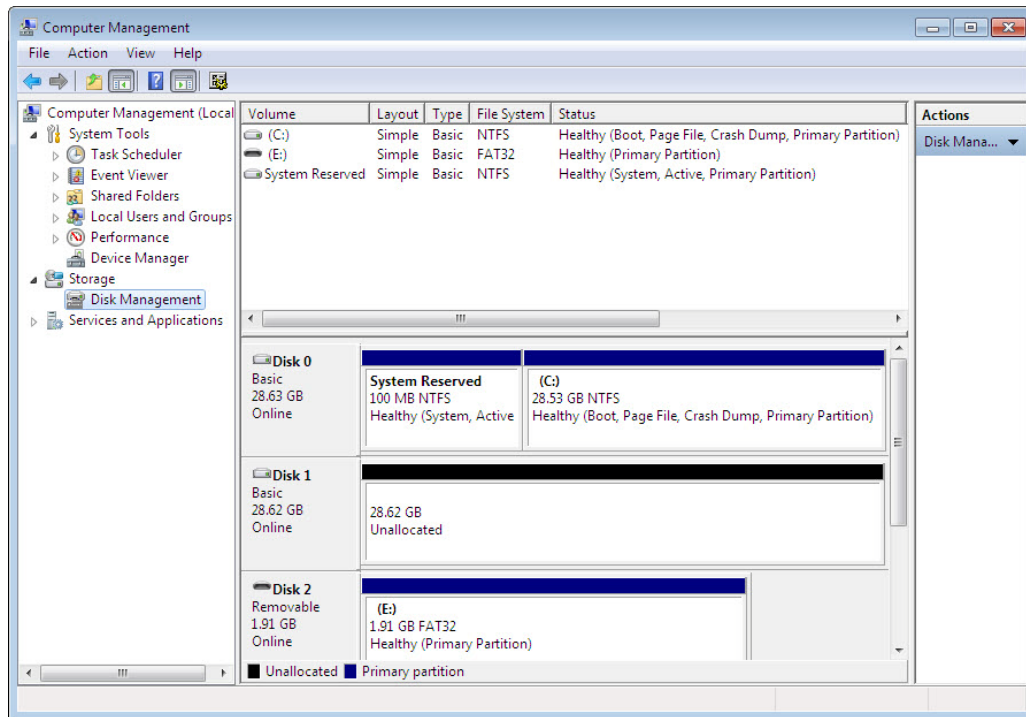 Computer Management
File Action View Help
Computer Management (Local
System Tools
Task Scheduler
Event Viewer
Shared Folders
Local Users and Groups
Performance
Device Manager
Storage
Disk Management
Services and Applications
Volume Layout Type File System Status
(C:) Simple Basic NTFS Healthy (Boot, Page File, Crash Dump, Primary Partition)
(E:) Simple Basic FAT32 Healthy (Primary Partition)
System Reserved Simple Basic NTFS Healthy (System, Active, Primary Partition)
Disk 0
Basic
28.63 GB
Online
System Reserved
100 MB NTFS
Healthy (System, Active
(C:)
28.53 GB NTFS
Healthy (Boot, Page File, Crash Dump, Primary Partition)
Disk 1
Basic
28.62 GB
Online
28.62 GB
Unallocated
Disk 2
Removable
1.91 GB
Online
(E:)
1.91 GB FAT32
Healthy (Primary Partition)
Unallocated Primary partition
Actions
Disk Mana...